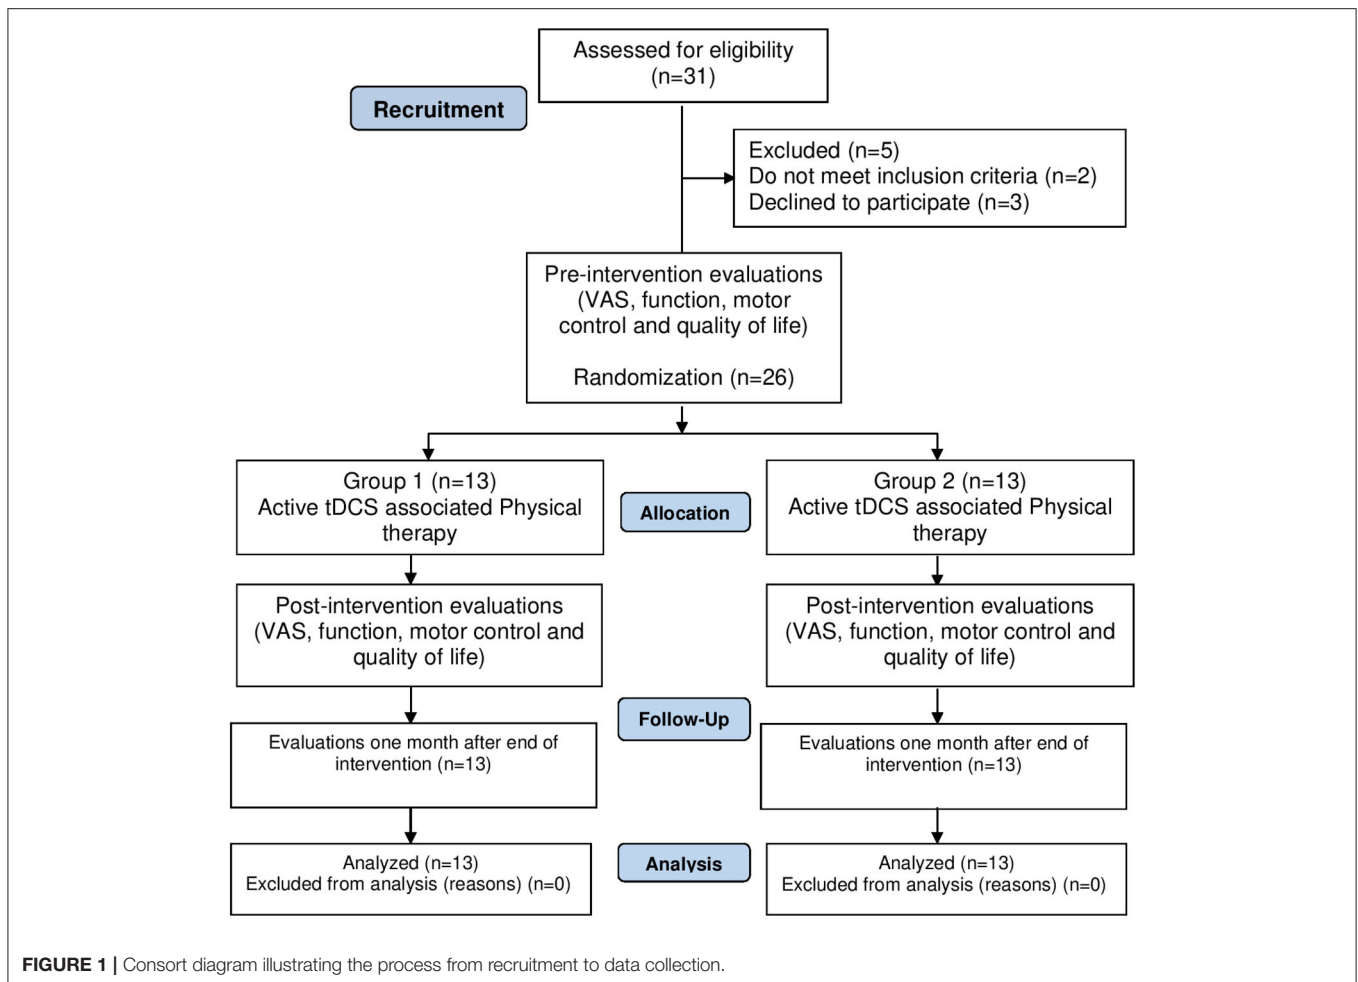 Assessed for eligibility
(n=31)
Recruitment
Excluded (n=5)
Do not meet inclusion criteria (n=2)
Declined to participate (n=3)
Pre-intervention evaluations
(VAS, function, motor
control and quality of life)
Randomization (n=26)
Group 1 (n=13)
Active tDCS associated Physical
therapy
Allocation
Group 2 (n=13)
Active tDCS associated Physical
therapy
Post-intervention evaluations
(VAS, function, motor control and
quality of life)
Post-intervention evaluations
(VAS, function, motor control and
quality of life)
Follow-Up
Evaluations one month after end of
intervention (n=13)
Evaluations one month after end of
intervention (n=13)
Analyzed (n=13)
Excluded from analysis (reasons) (n=0)
Analysis
Analyzed (n=13)
Excluded from analysis (reasons) (n=0)
FIGURE 1 | Consort diagram illustrating the process from recruitment to data collection.